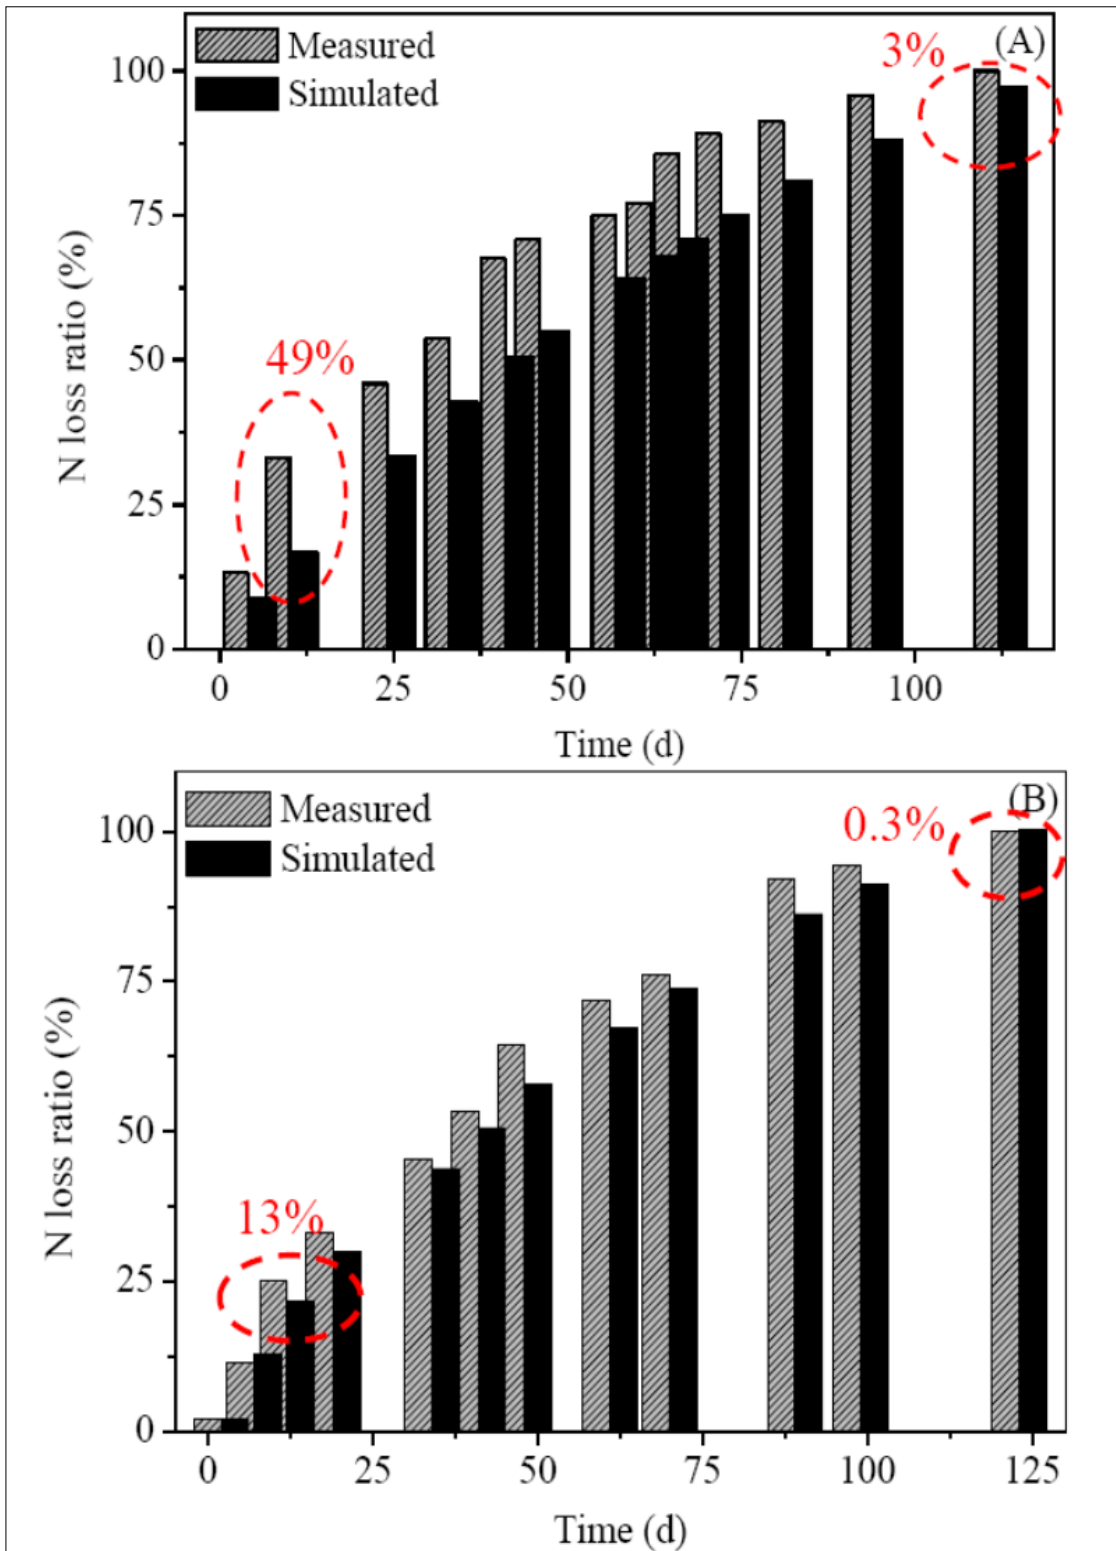 (A)
Measured
Simulated
3%
49%
100
75
50
25
0
N loss ratio (%)
0 25 50 75 100
Time (d)
(B)
Measured
Simulated
0.3%
13%
100
75
50
25
0
N loss ratio (%)
0 25 50 75 100 125
Time (d)